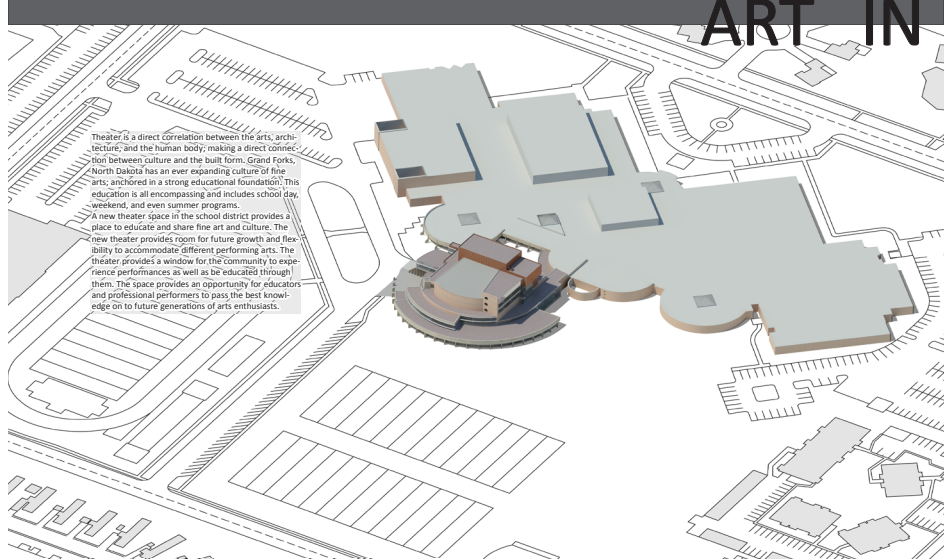 ART IN
Theater is a direct correlation between the arts, archi-
tecture, and the human body; making a direct connec-
tion between culture and the built form. Grand Forks,
North Dakota has an ever expanding culture of fine
arts; anchored in a strong educational foundation. This
education is all encompassing and includes school day,
weekend, and even summer programs.
A new theater space in the school district provides a
place to educate and share fine art and culture. The
new theater provides room for future growth and flex-
ibility to accommodate different performing arts. The
theater provides a window for the community to expe-
rience performances as well as be educated through
them. The space provides an opportunity for educators
and professional performers to pass the best knowl-
edge on to future generations of arts enthusiasts.